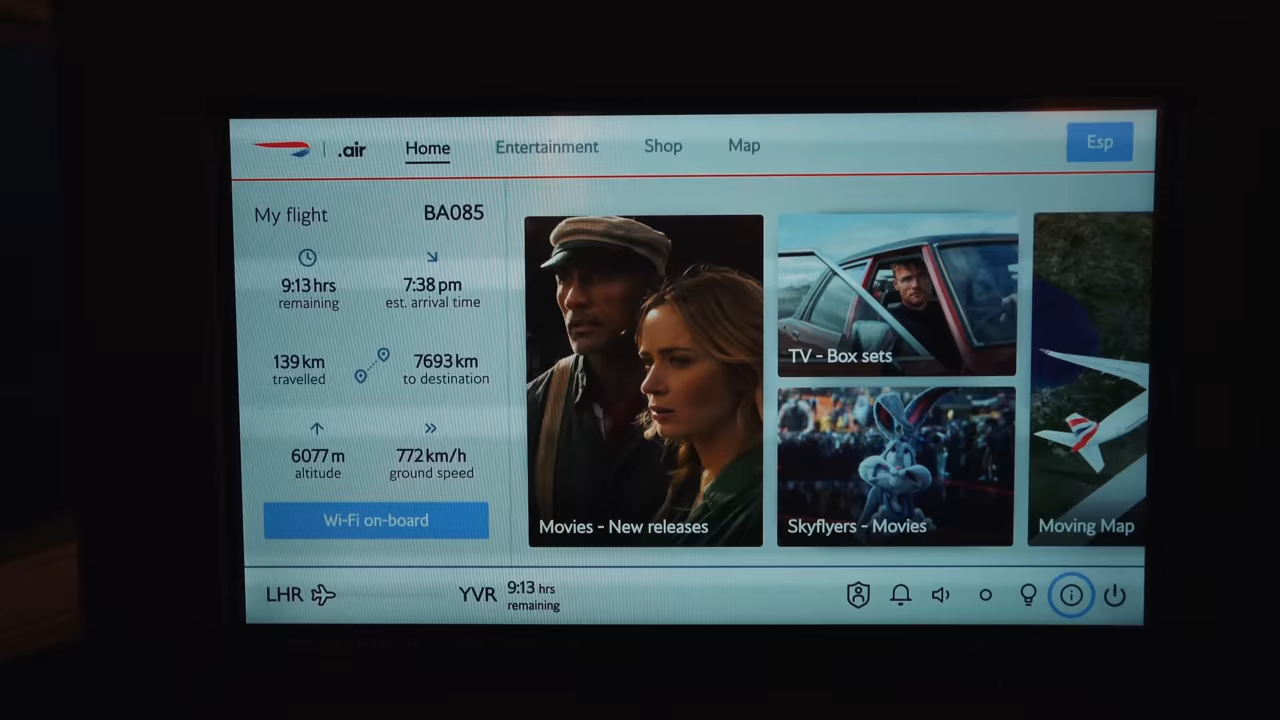 .air
Home
Entertainment
Shop
Map
Esp
My flight
BA085
9:13 hrs
remaining
7:38 pm
est. arrival time
139 km
travelled
7693 km
to destination
6077 m
altitude
772 km/h
ground speed
Wi-Fi on-board
Movies - New releases
TV - Box sets
Skyflyers - Movies
Moving Map
LHR
YVR
9:13 hrs
remaining